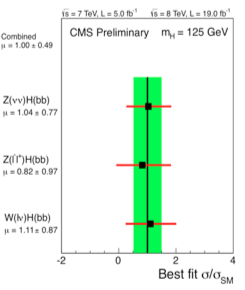 √s = 7 TeV, L = 5.0 fb⁻¹ √s = 8 TeV, L = 19.0 fb⁻¹
Combined
μ = 1.00 ± 0.49
CMS Preliminary m_H = 125 GeV
Z(νν)H(bb)
μ = 1.04 ± 0.77
Z(l⁻l⁺)H(bb)
μ = 0.82 ± 0.97
W(lν)H(bb)
μ = 1.11± 0.87
-2 0 2 4
Best fit σ/σ_SM